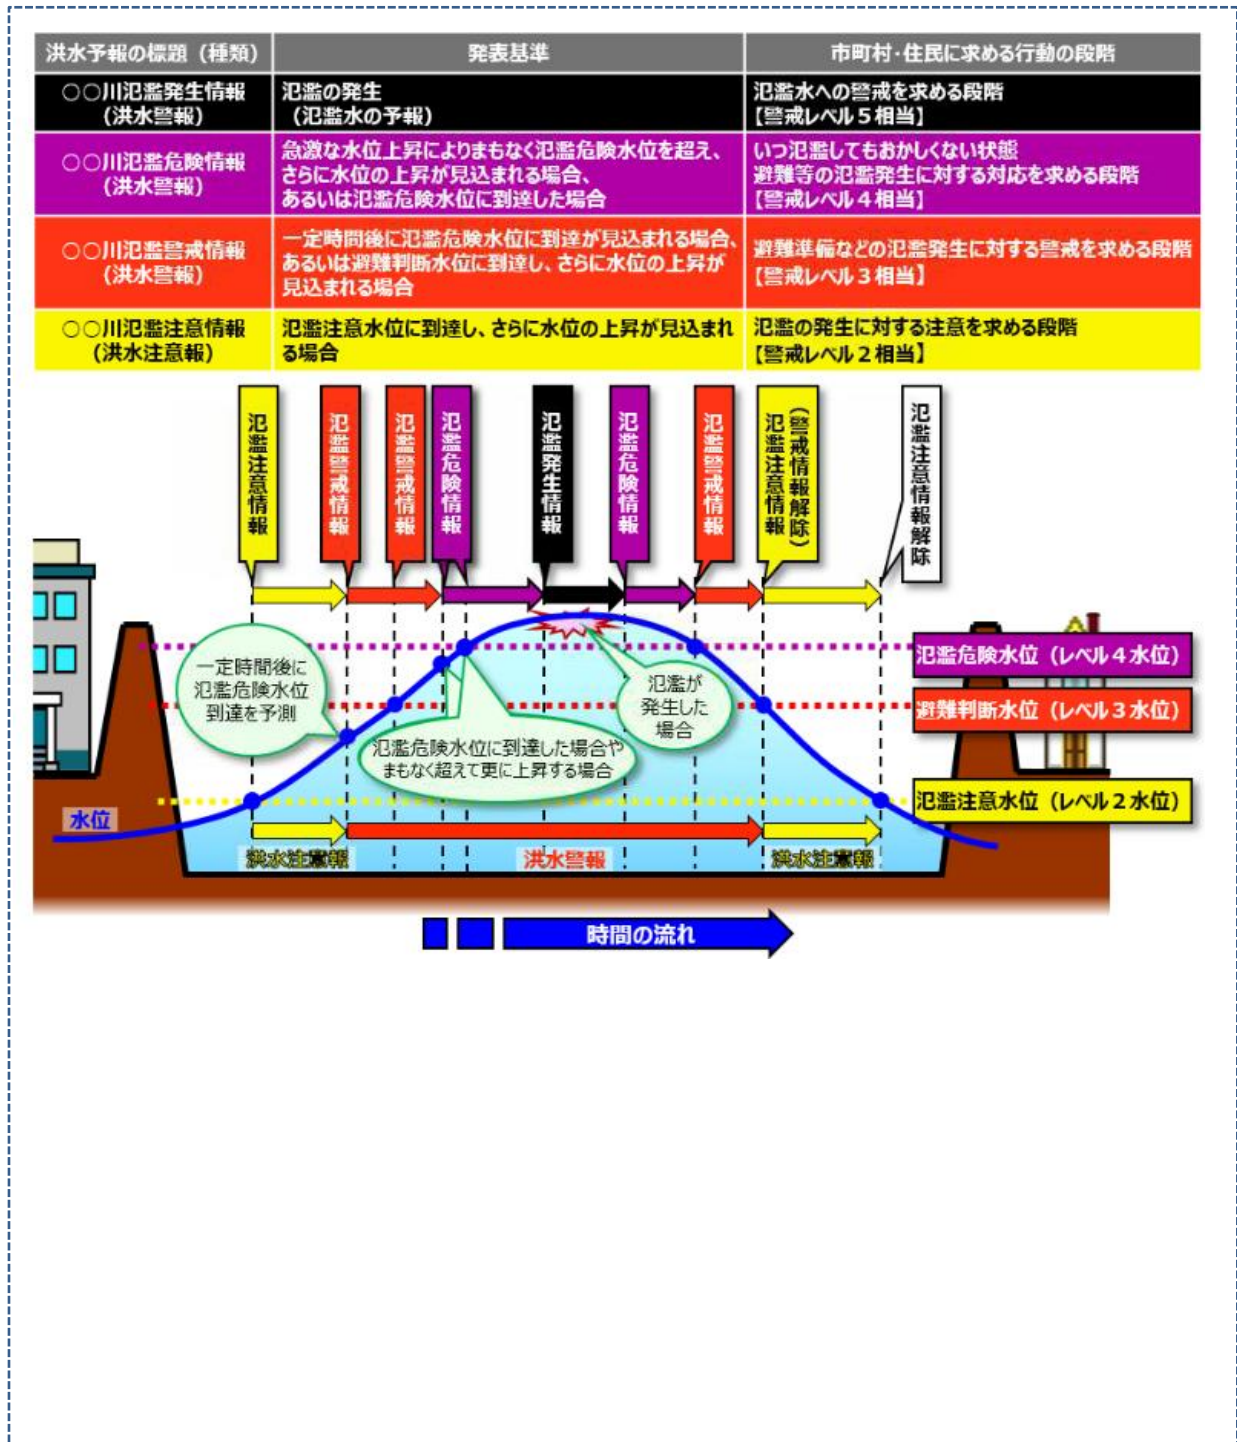 洪水予報の標題（種類）
発表基準
市町村・住民に求める行動の段階
○○川氾濫発生情報
（洪水警報）
氾濫の発生
（氾濫水の予報）
氾濫水への警戒を求める段階
【警戒レベル５相当】
○○川氾濫危険情報
（洪水警報）
急激な水位上昇によりまもなく氾濫危険水位を超え、
さらに水位の上昇が見込まれる場合、
あるいは氾濫危険水位に到達した場合
いつ氾濫してもおかしくない状態
避難等の氾濫発生に対する対応を求める段階
【警戒レベル４相当】
○○川氾濫警戒情報
（洪水警報）
一定時間後に氾濫危険水位に到達が見込まれる場合、
あるいは避難判断水位に到達し、さらに水位の上昇が
見込まれる場合
避難準備などの氾濫発生に対する警戒を求める段階
【警戒レベル３相当】
○○川氾濫注意情報
（洪水注意報）
氾濫注意水位に到達し、さらに水位の上昇が見込まれ
る場合
氾濫の発生に対する注意を求める段階
【警戒レベル２相当】
氾濫注意情報
氾濫警戒情報
氾濫警戒情報
氾濫危険情報
氾濫発生情報
氾濫危険情報
氾濫警戒情報
（警戒情報解除）
氾濫注意情報
氾濫注意情報解除
一定時間後に
氾濫危険水位
到達を予測
氾濫危険水位に到達した場合や
まもなく超えて更に上昇する場合
氾濫が
発生した
場合
氾濫危険水位（レベル４水位）
避難判断水位（レベル３水位）
氾濫注意水位（レベル２水位）
水位
洪水注意報
洪水警報
洪水注意報
時間の流れ